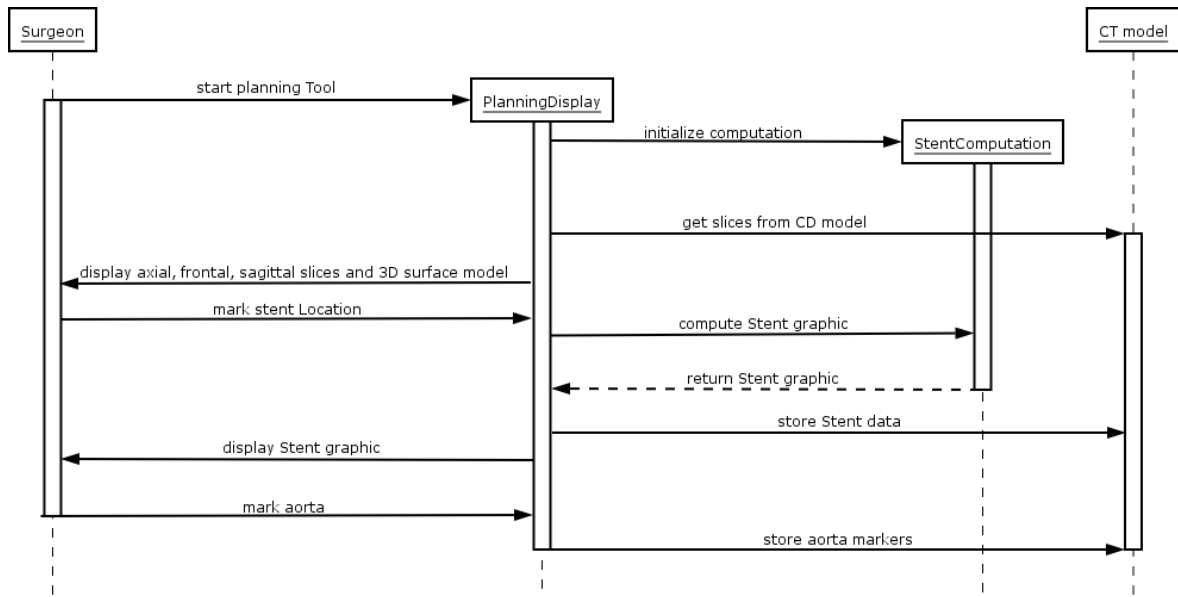 Surgeon
CT model
start planning Tool
PlanningDisplay
initialize computation
StentComputation
get slices from CD model
display axial, frontal, sagittal slices and 3D surface model
mark stent Location
compute Stent graphic
return Stent graphic
store Stent data
display Stent graphic
mark aorta
store aorta markers